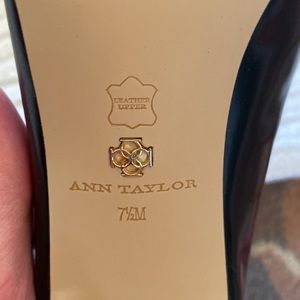 LEATHER
UPPER
ANN TAYLOR
7½M